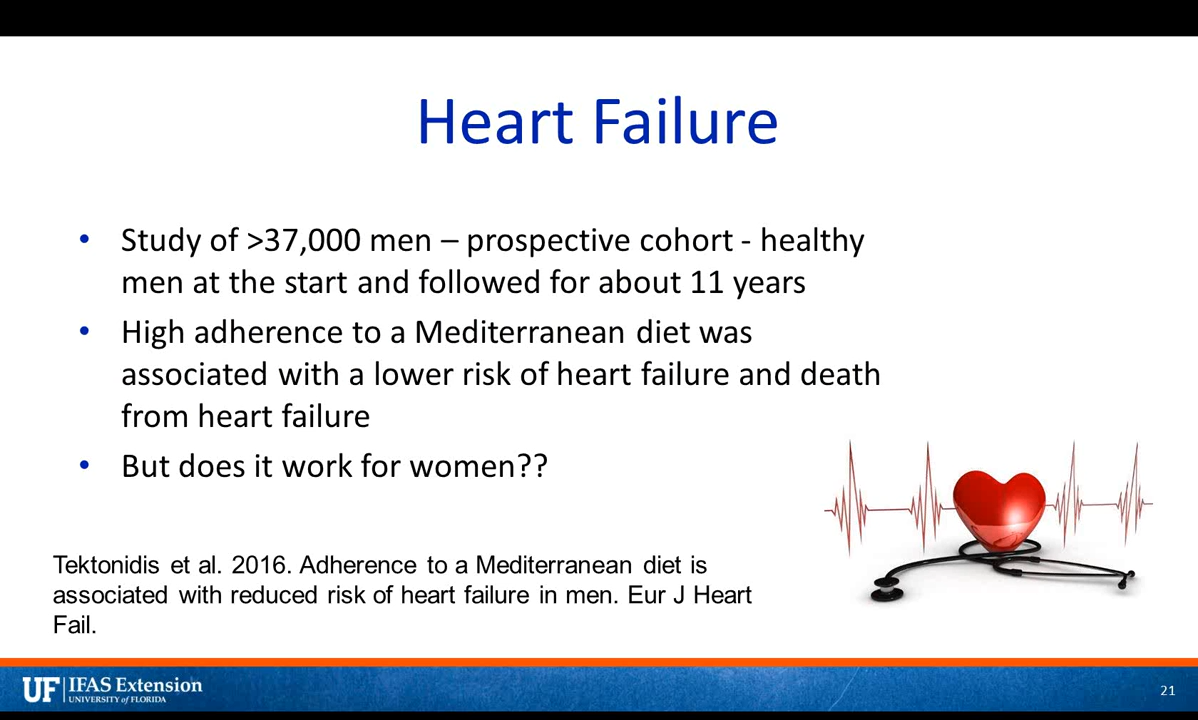 Heart Failure
• Study of >37,000 men – prospective cohort - healthy
men at the start and followed for about 11 years
• High adherence to a Mediterranean diet was
associated with a lower risk of heart failure and death
from heart failure
• But does it work for women??
Tektonidis et al. 2016. Adherence to a Mediterranean diet is
associated with reduced risk of heart failure in men. Eur J Heart
Fail.
UF IFAS Extension
UNIVERSITY of FLORIDA
21